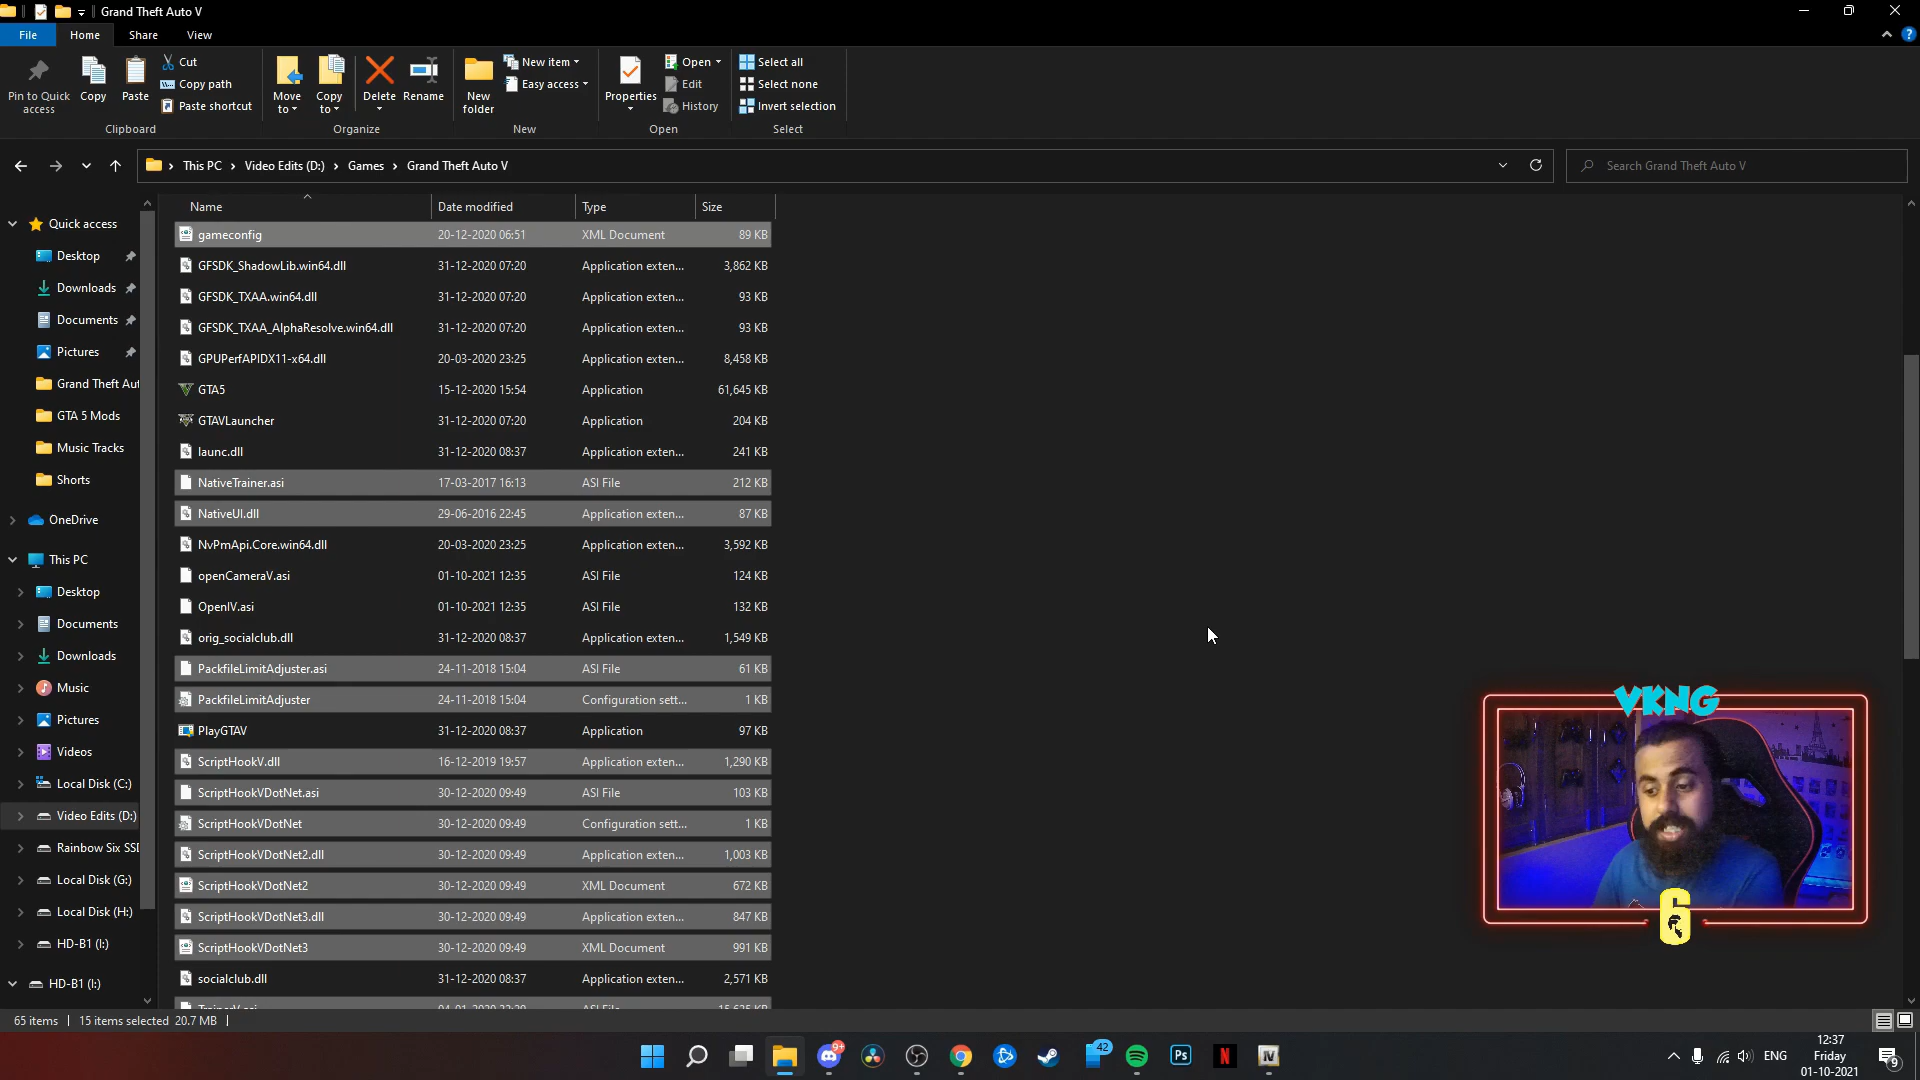 Grand Theft Auto V
File
Home
Share
View
Pin to Quick access
Copy
Paste
Cut
Copy path
Paste shortcut
Clipboard
Move to
Copy to
Delete
Rename
Organize
New folder
New item
Easy access
New
Properties
Open
Edit
History
Open
Select all
Select none
Invert selection
Select
This PC > Video Edits (D:) > Games > Grand Theft Auto V
Search Grand Theft Auto V
Quick access
Desktop
Downloads
Documents
Pictures
Grand Theft Aut
GTA 5 Mods
Music Tracks
Shorts
OneDrive
This PC
Desktop
Documents
Downloads
Music
Pictures
Videos
Local Disk (C:)
Video Edits (D:)
Rainbow Six SSD
Local Disk (G:)
Local Disk (H:)
HD-B1 (I:)
HD-B1 (I:)
Name Date modified Type Size
gameconfig 20-12-2020 06:51 XML Document 89 KB
GFSDK_ShadowLib.win64.dll 31-12-2020 07:20 Application exten... 3,862 KB
GFSDK_TXAA.win64.dll 31-12-2020 07:20 Application exten... 93 KB
GFSDK_TXAA_AlphaResolve.win64.dll 31-12-2020 07:20 Application exten... 93 KB
GPUPerfAPIDX11-x64.dll 20-03-2020 23:25 Application exten... 8,458 KB
GTA5 15-12-2020 15:54 Application 61,645 KB
GTAVLauncher 31-12-2020 07:20 Application 204 KB
launc.dll 31-12-2020 08:37 Application exten... 241 KB
NativeTrainer.asi 17-03-2017 16:13 ASI File 212 KB
NativeUI.dll 29-06-2016 22:45 Application exten... 87 KB
NvPmApi.Core.win64.dll 20-03-2020 23:25 Application exten... 3,592 KB
openCameraV.asi 01-10-2021 12:35 ASI File 124 KB
OpenIV.asi 01-10-2021 12:35 ASI File 132 KB
orig_socialclub.dll 31-12-2020 08:37 Application exten... 1,549 KB
PackfileLimitAdjuster.asi 24-11-2018 15:04 ASI File 61 KB
PackfileLimitAdjuster 24-11-2018 15:04 Configuration sett... 1 KB
PlayGTAV 31-12-2020 08:37 Application 97 KB
ScriptHookV.dll 16-12-2019 19:57 Application exten... 1,290 KB
ScriptHookVDotNet.asi 30-12-2020 09:49 ASI File 103 KB
ScriptHookVDotNet 30-12-2020 09:49 Configuration sett... 1 KB
ScriptHookVDotNet2.dll 30-12-2020 09:49 Application exten... 1,003 KB
ScriptHookVDotNet2 30-12-2020 09:49 XML Document 672 KB
ScriptHookVDotNet3.dll 30-12-2020 09:49 Application exten... 847 KB
ScriptHookVDotNet3 30-12-2020 09:49 XML Document 991 KB
socialclub.dll 31-12-2020 08:37 Application exten... 2,571 KB
VKNG
6
65 items
15 items selected 20.7 MB
9+
42
Ps
N
IV
ENG
12:37
Friday
01-10-2021
9